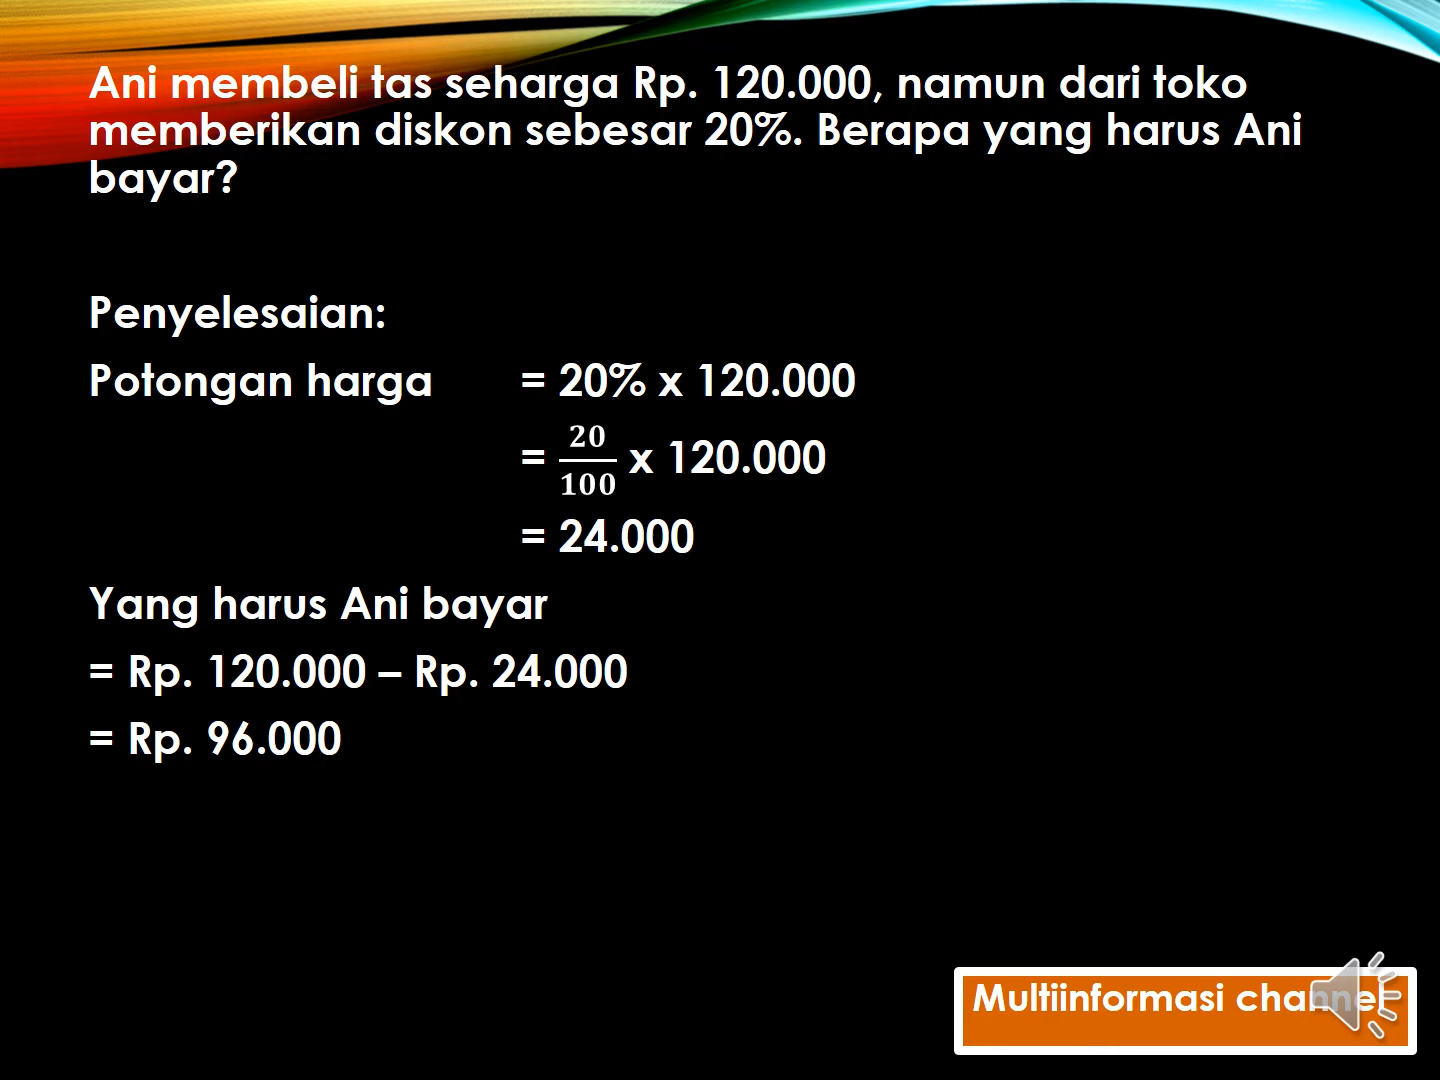 Ani membeli tas seharga Rp. 120.000, namun dari toko
memberikan diskon sebesar 20%. Berapa yang harus Ani
bayar?
Penyelesaian:
Potongan harga = 20% x 120.000
= 20/100 x 120.000
= 24.000
Yang harus Ani bayar
= Rp. 120.000 – Rp. 24.000
= Rp. 96.000
Multiinformasi channel